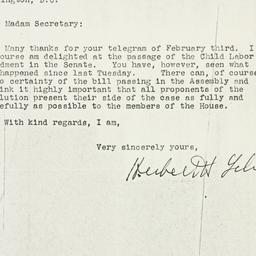 ington, D.C.
Madam Secretary:
Many thanks for your telegram of February third. I
course am delighted at the passage of the Child Labor
dment in the Senate. You have, however, seen what
happened since last Tuesday. There can, of course
o certainty of the bill passing in the Assembly and
ink it highly important that all proponents of the
lution present their side of the case as fully and
efully as possible to the members of the House.
With kind regards, I am,
Very sincerely yours,
Herbert H Leh